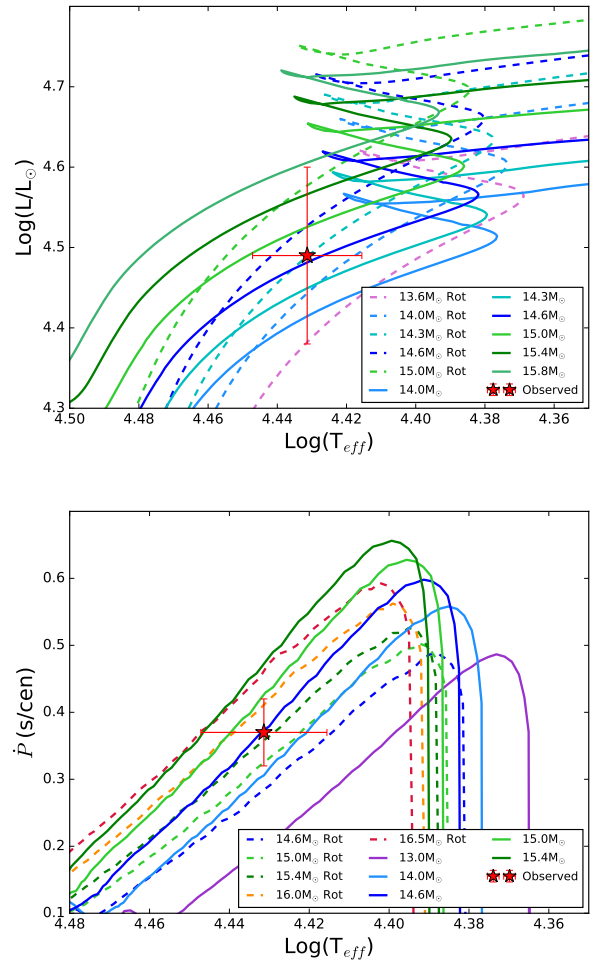 4.7
4.6
4.5
4.4
4.3
Log(L/L☉)
4.50 4.48 4.46 4.44 4.42 4.40 4.38 4.36
Log(T_eff)
13.6M☉ Rot 14.3M☉
14.0M☉ Rot 14.6M☉
14.3M☉ Rot 15.0M☉
14.6M☉ Rot 15.4M☉
15.0M☉ Rot 15.8M☉
14.0M☉ Observed
0.6
0.5
0.4
0.3
0.2
0.1
Ṗ (s/cen)
4.48 4.46 4.44 4.42 4.40 4.38 4.36
Log(T_eff)
14.6M☉ Rot 16.5M☉ Rot 15.0M☉
15.0M☉ Rot 13.0M☉ 15.4M☉
15.4M☉ Rot 14.0M☉ Observed
16.0M☉ Rot 14.6M☉